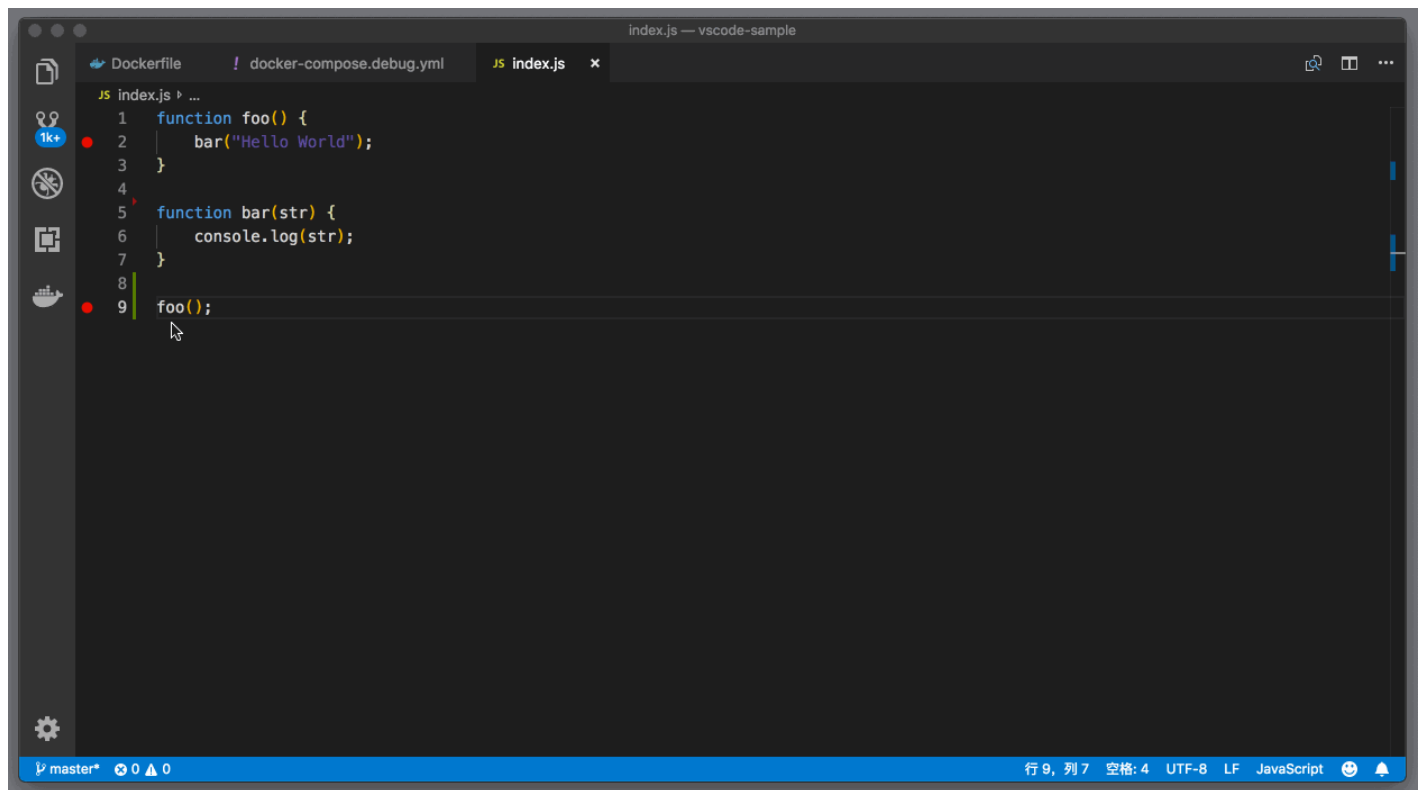 index.js — vscode-sample
Dockerfile ! docker-compose.debug.yml JS index.js ×
JS index.js ▹ ...
1 function foo() {
1k+
2     bar("Hello World");
3 }
4
5 function bar(str) {
6     console.log(str);
7 }
8
9 foo();
master* 0 0 行 9，列 7 空格: 4 UTF-8 LF JavaScript